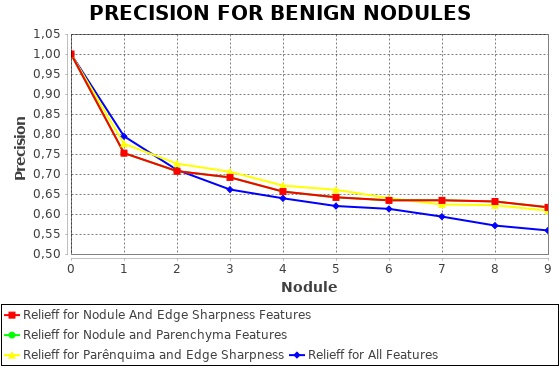 PRECISION FOR BENIGN NODULES
1,05
1,00
0,95
0,90
0,85
0,80
0,75
0,70
0,65
0,60
0,55
0,50
Precision
0 1 2 3 4 5 6 7 8 9
Nodule
Relieff for Nodule And Edge Sharpness Features
Relieff for Nodule and Parenchyma Features
Relieff for Parênquima and Edge Sharpness Relieff for All Features